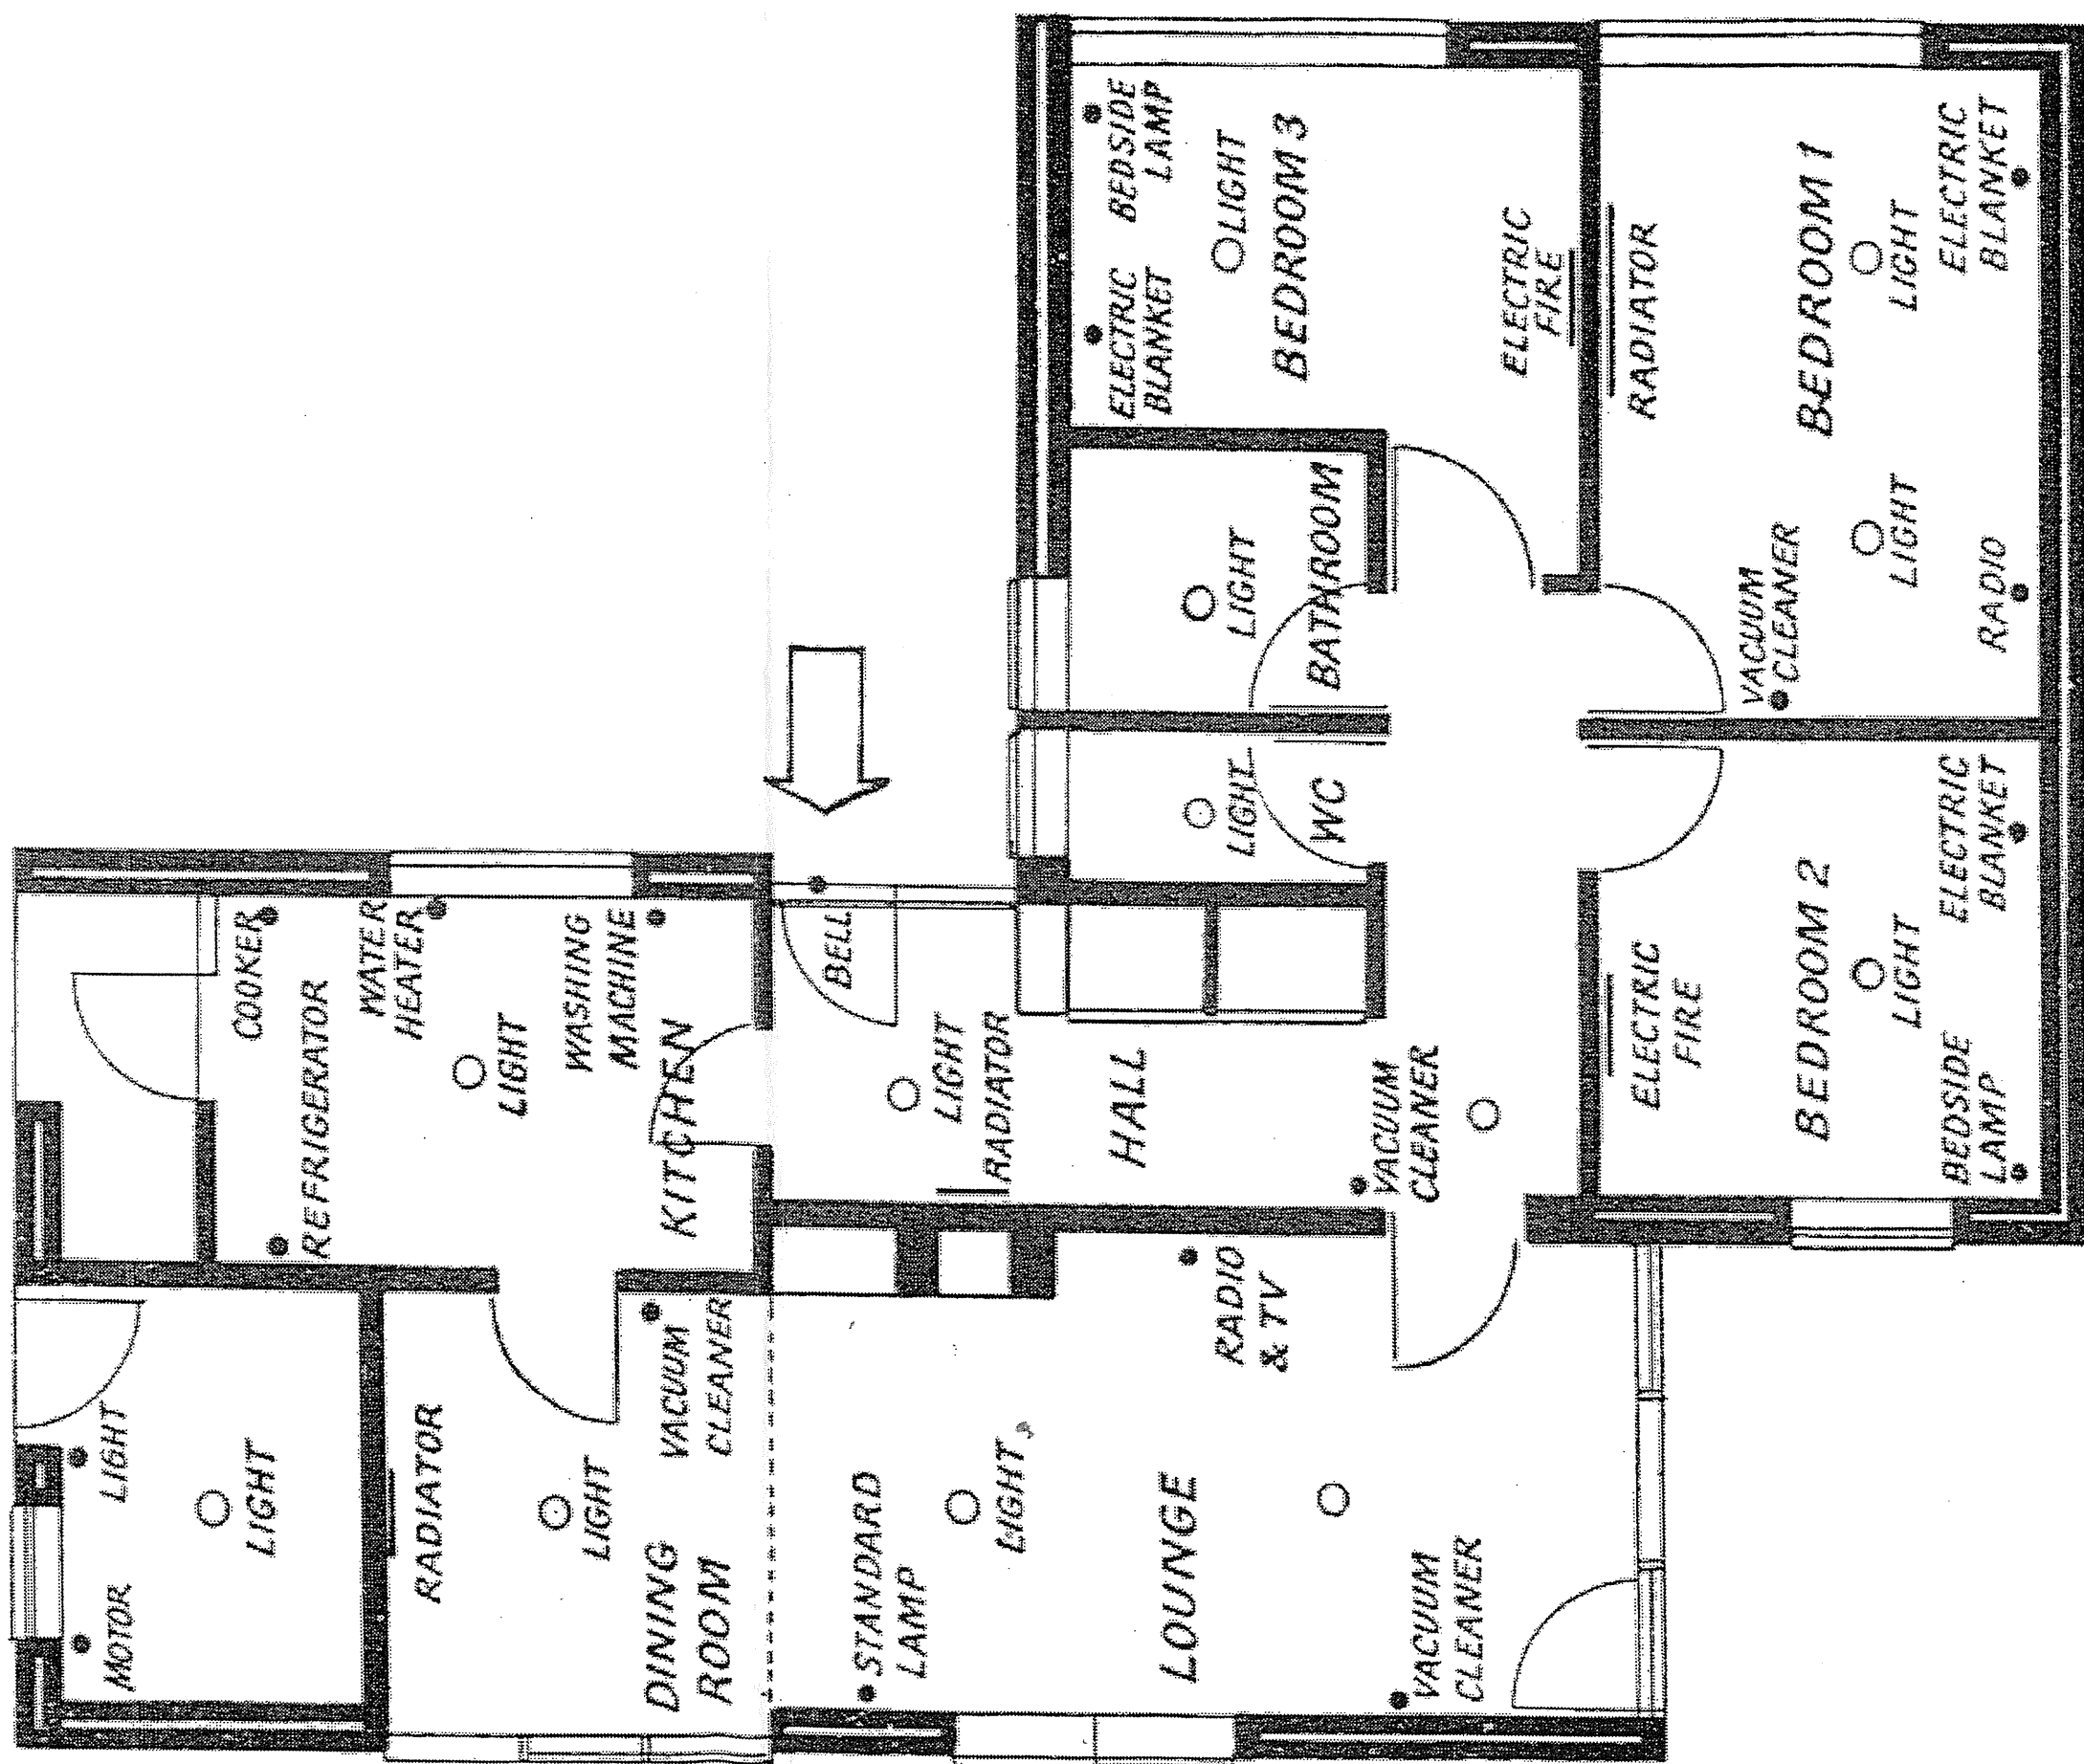 BEDSIDE
LAMP
ELECTRIC
BLANKET
LIGHT
BEDROOM 3
ELECTRIC
FIRE
RADIATOR
BEDROOM 1
LIGHT
ELECTRIC
BLANKET
LIGHT
VACUUM
CLEANER
RADIO
LIGHT
BATHROOM
LIGHT
WC
ELECTRIC
FIRE
BEDROOM 2
LIGHT
ELECTRIC
BLANKET
BEDSIDE
LAMP
COOKER
REFRIGERATOR
WATER
HEATER
LIGHT
WASHING
MACHINE
KITCHEN
BELL
LIGHT
RADIATOR
HALL
VACUUM
CLEANER
LIGHT
MOTOR
LIGHT
RADIATOR
LIGHT
VACUUM
CLEANER
DINING
ROOM
STANDARD
LAMP
LIGHT
RADIO
& TV
LOUNGE
VACUUM
CLEANER